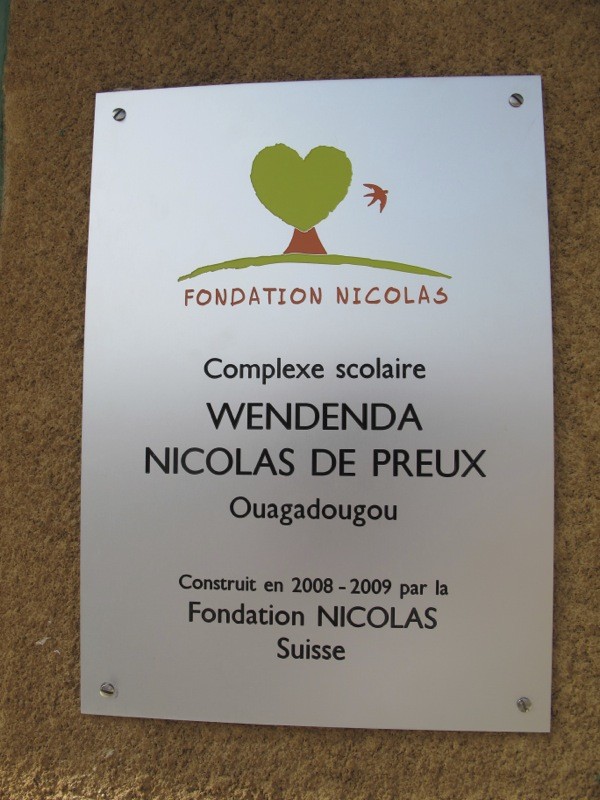 FONDATION NICOLAS
Complexe scolaire
WENDENDA
NICOLAS DE PREUX
Ouagadougou
Construit en 2008 - 2009 par la
Fondation NICOLAS
Suisse